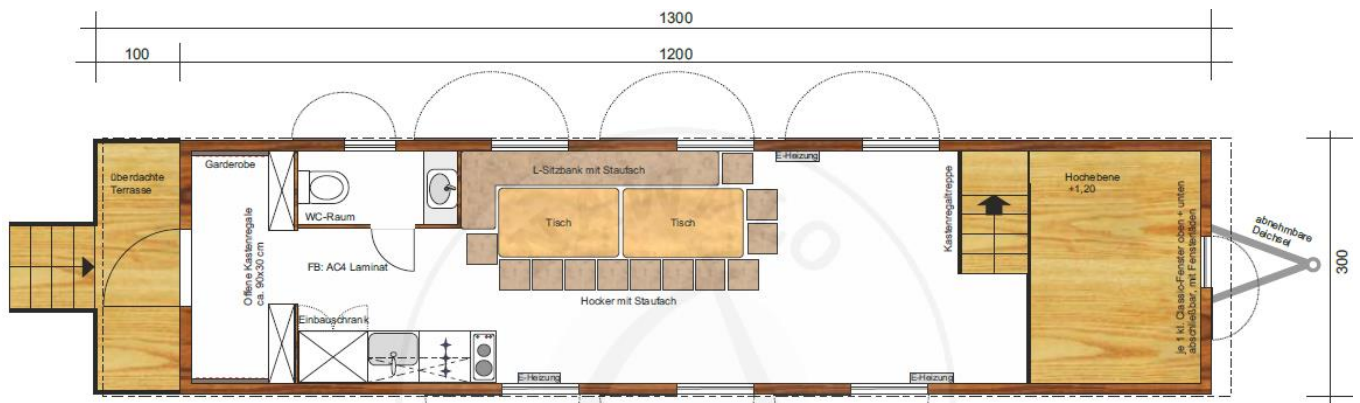 1300
100
1200
Garderobe
überdachte
Terrasse
Offene Kastenregale
ca. 90x30 cm
WC-Raum
FB: AC4 Laminat
Einbauschrank
L-Sitzbank mit Staufach
Tisch
Tisch
Hocker mit Staufach
E-Heizung
E-Heizung
E-Heizung
Kastenregaltreppe
Hochebene
+1,20
je 1 kl. Classic-Fenster oben + unten
abschließbar, mit Fensterläden
abnehmbare
Deichsel
300